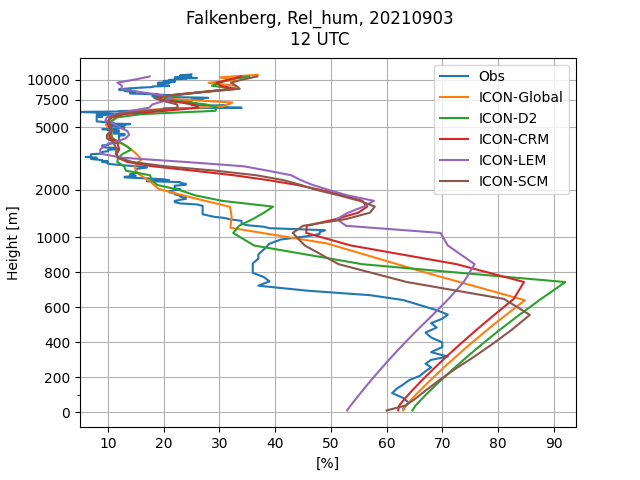 Falkenberg, Rel_hum, 20210903
12 UTC
Obs
ICON-Global
ICON-D2
ICON-CRM
ICON-LEM
ICON-SCM
Height [m]
10000
7500
5000
2000
1000
800
600
400
200
0
10 20 30 40 50 60 70 80 90
[%]